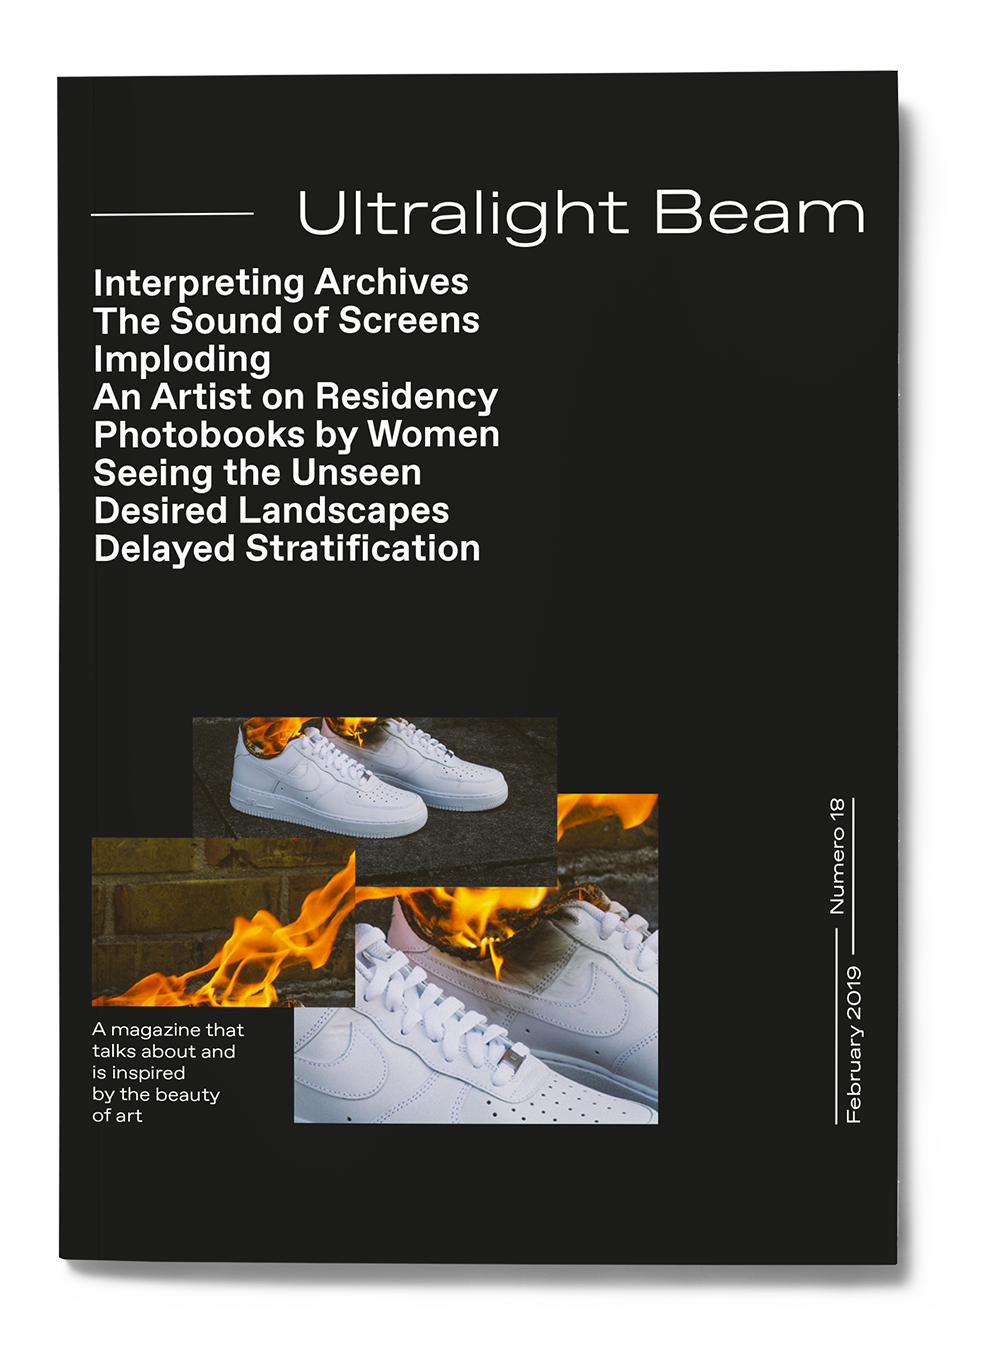 Ultralight Beam
Interpreting Archives
The Sound of Screens
Imploding
An Artist on Residency
Photobooks by Women
Seeing the Unseen
Desired Landscapes
Delayed Stratification
A magazine that
talks about and
is inspired
by the beauty
of art
Numero 18
February 2019